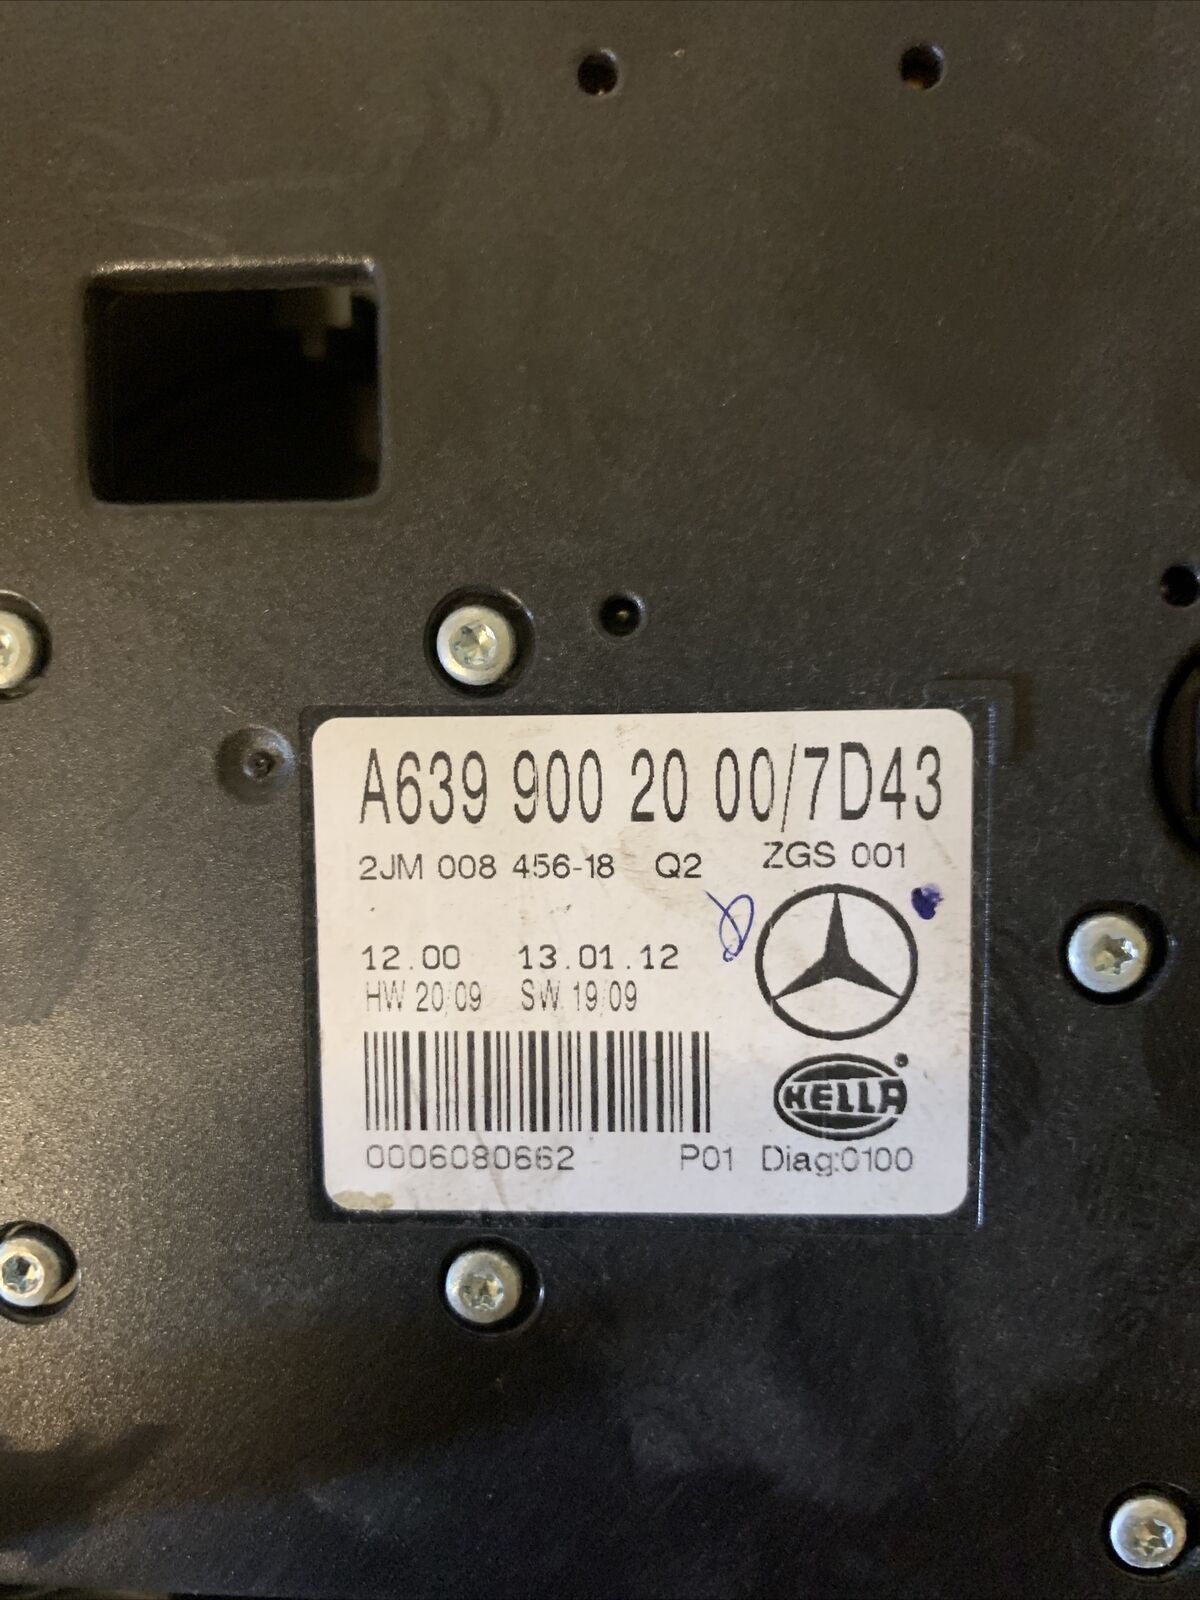 A639 900 20 00/7D43
2JM 008 456-18 Q2 ZGS 001
12.00 13.01.12
HW 20/09 SW 19/09
HELLA
0006080662 P01 Diag:0100